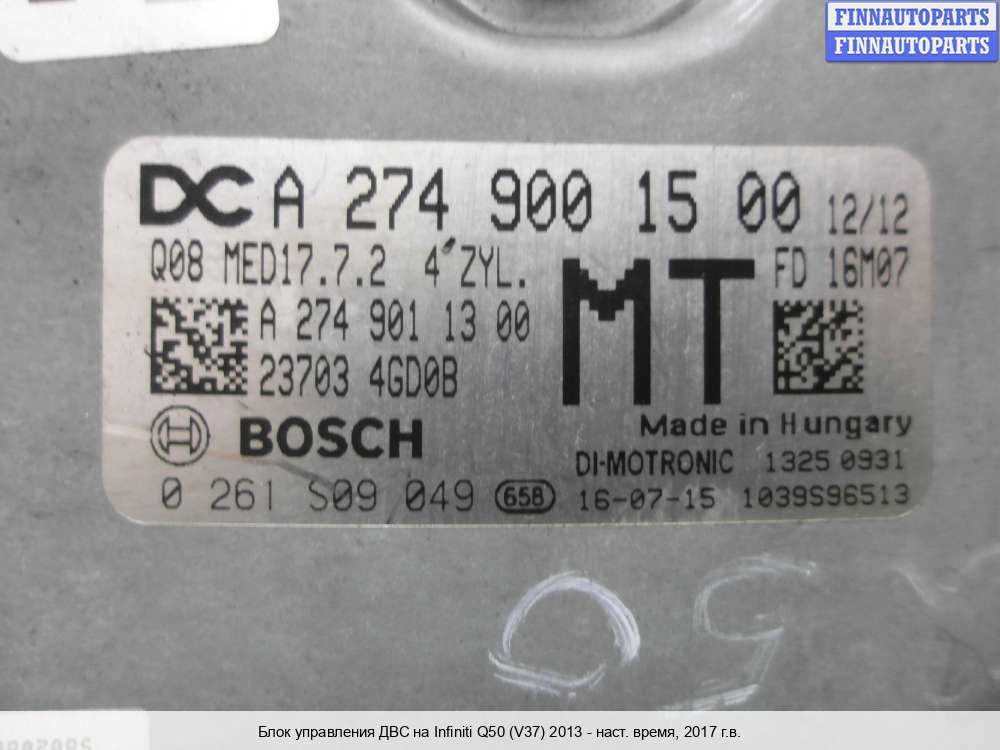 FINNAUTOPARTS
FINNAUTOPARTS
DC A 274 900 15 00 12/12
Q08 MED17.7.2 4 ZYL. FD 16M07
A 274 901 13 00
23703 4GD0B
MT
Made in Hungary
BOSCH
DI-MOTRONIC 1325 0931
0 261 S09 049 658 16-07-15 1039S96513
Блок управления ДВС на Infiniti Q50 (V37) 2013 - наст. время, 2017 г.в.